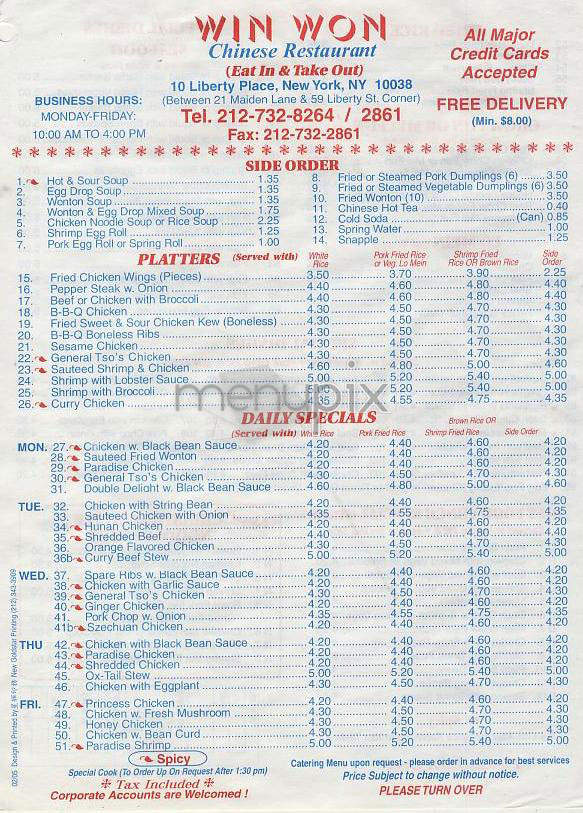 WIN WON
Chinese Restaurant
(Eat In & Take Out)
10 Liberty Place, New York, NY 10038
(Between 21 Maiden Lane & 59 Liberty St. Corner)
Tel. 212-732-8264 / 2861
Fax: 212-732-2861
BUSINESS HOURS:
MONDAY-FRIDAY:
10:00 AM TO 4:00 PM
All Major
Credit Cards
Accepted
FREE DELIVERY
(Min. $8.00)
SIDE ORDER
1. Hot & Sour Soup 1.35
2. Egg Drop Soup 1.35
3. Wonton Soup 1.35
4. Wonton & Egg Drop Mixed Soup 1.75
5. Chicken Noodle Soup or Rice Soup 2.25
6. Shrimp Egg Roll 1.25
7. Pork Egg Roll or Spring Roll 1.00
8. Fried or Steamed Pork Dumplings (6) 3.50
9. Fried or Steamed Vegetable Dumplings (6) 3.50
10. Fried Wonton (10) 3.50
11. Chinese Hot Tea 0.40
12. Cold Soda (Can) 0.85
13. Spring Water 1.00
14. Snapple 1.25
PLATTERS (Served with) White Rice Pork Fried Rice or Veg. Lo Mein Shrimp Fried Rice OR Brown Rice Side Order
15. Fried Chicken Wings (Pieces) 3.50 3.70 3.90 2.25
16. Pepper Steak w. Onion 4.40 4.60 4.80 4.40
17. Beef or Chicken with Broccoli 4.40 4.60 4.80 4.40
18. B-B-Q Chicken 4.30 4.50 4.70 4.30
19. Fried Sweet & Sour Chicken Kew (Boneless) 4.30 4.50 4.70 4.30
20. B-B-Q Boneless Ribs 4.30 4.50 4.70 4.30
21. Sesame Chicken 4.30 4.50 4.70 4.30
22. General Tso's Chicken 4.30 4.50 4.70 4.30
23. Sauteed Shrimp & Chicken 4.60 4.80 5.00 4.60
24. Shrimp with Lobster Sauce 5.00 5.20 5.40 5.00
25. Shrimp with Broccoli 5.00 5.20 5.40 5.00
26. Curry Chicken 4.35 4.55 4.75 4.35
menupix
DAILY SPECIALS
(Served with) White Rice Pork Fried Rice Brown Rice OR Shrimp Fried Rice Side Order
MON. 27. Chicken w. Black Bean Sauce 4.20 4.40 4.60 4.20
28. Sauteed Fried Wonton 4.20 4.40 4.60 4.20
29. Paradise Chicken 4.20 4.40 4.60 4.20
30. General Tso's Chicken 4.30 4.50 4.70 4.30
31. Double Delight w. Black Bean Sauce 4.60 4.80 5.00 4.60
TUE. 32. Chicken with String Bean 4.20 4.40 4.60 4.20
33. Sauteed Chicken with Onion 4.35 4.55 4.75 4.35
34. Hunan Chicken 4.20 4.40 4.60 4.20
35. Shredded Beef 4.40 4.60 4.80 4.40
36. Orange Flavored Chicken 4.30 4.50 4.70 4.30
36b. Curry Beef Stew 5.00 5.20 5.40 5.00
WED. 37. Spare Ribs w. Black Bean Sauce 4.20 4.40 4.60 4.20
38. Chicken with Garlic Sauce 4.20 4.40 4.60 4.20
39. General Tso's Chicken 4.30 4.50 4.70 4.30
40. Ginger Chicken 4.20 4.40 4.60 4.20
41. Pork Chop w. Onion 4.35 4.55 4.75 4.35
41b. Szechuan Chicken 4.20 4.40 4.60 4.20
THU 42. Chicken with Black Bean Sauce 4.20 4.40 4.60 4.20
43. Paradise Chicken 4.20 4.40 4.60 4.20
44. Shredded Chicken 4.20 4.40 4.60 4.20
45. Ox-Tail Stew 5.00 5.20 5.40 5.00
46. Chicken with Eggplant 4.30 4.50 4.70 4.30
FRI. 47. Princess Chicken 4.20 4.40 4.60 4.20
48. Chicken w. Fresh Mushroom 4.30 4.50 4.70 4.30
49. Honey Chicken 4.20 4.40 4.60 4.20
50. Chicken w. Bean Curd 4.20 4.40 4.60 4.20
51. Paradise Shrimp 5.00 5.20 5.40 5.00
Spicy
Special Cook (To Order Up On Request After 1:30 pm)
Tax Included
Corporate Accounts are Welcomed !
Catering Menu upon request - please order in advance for best services
Price Subject to change without notice.
PLEASE TURN OVER
02/05 Design & Printed by New Goldstar Printing (212) 343-3909